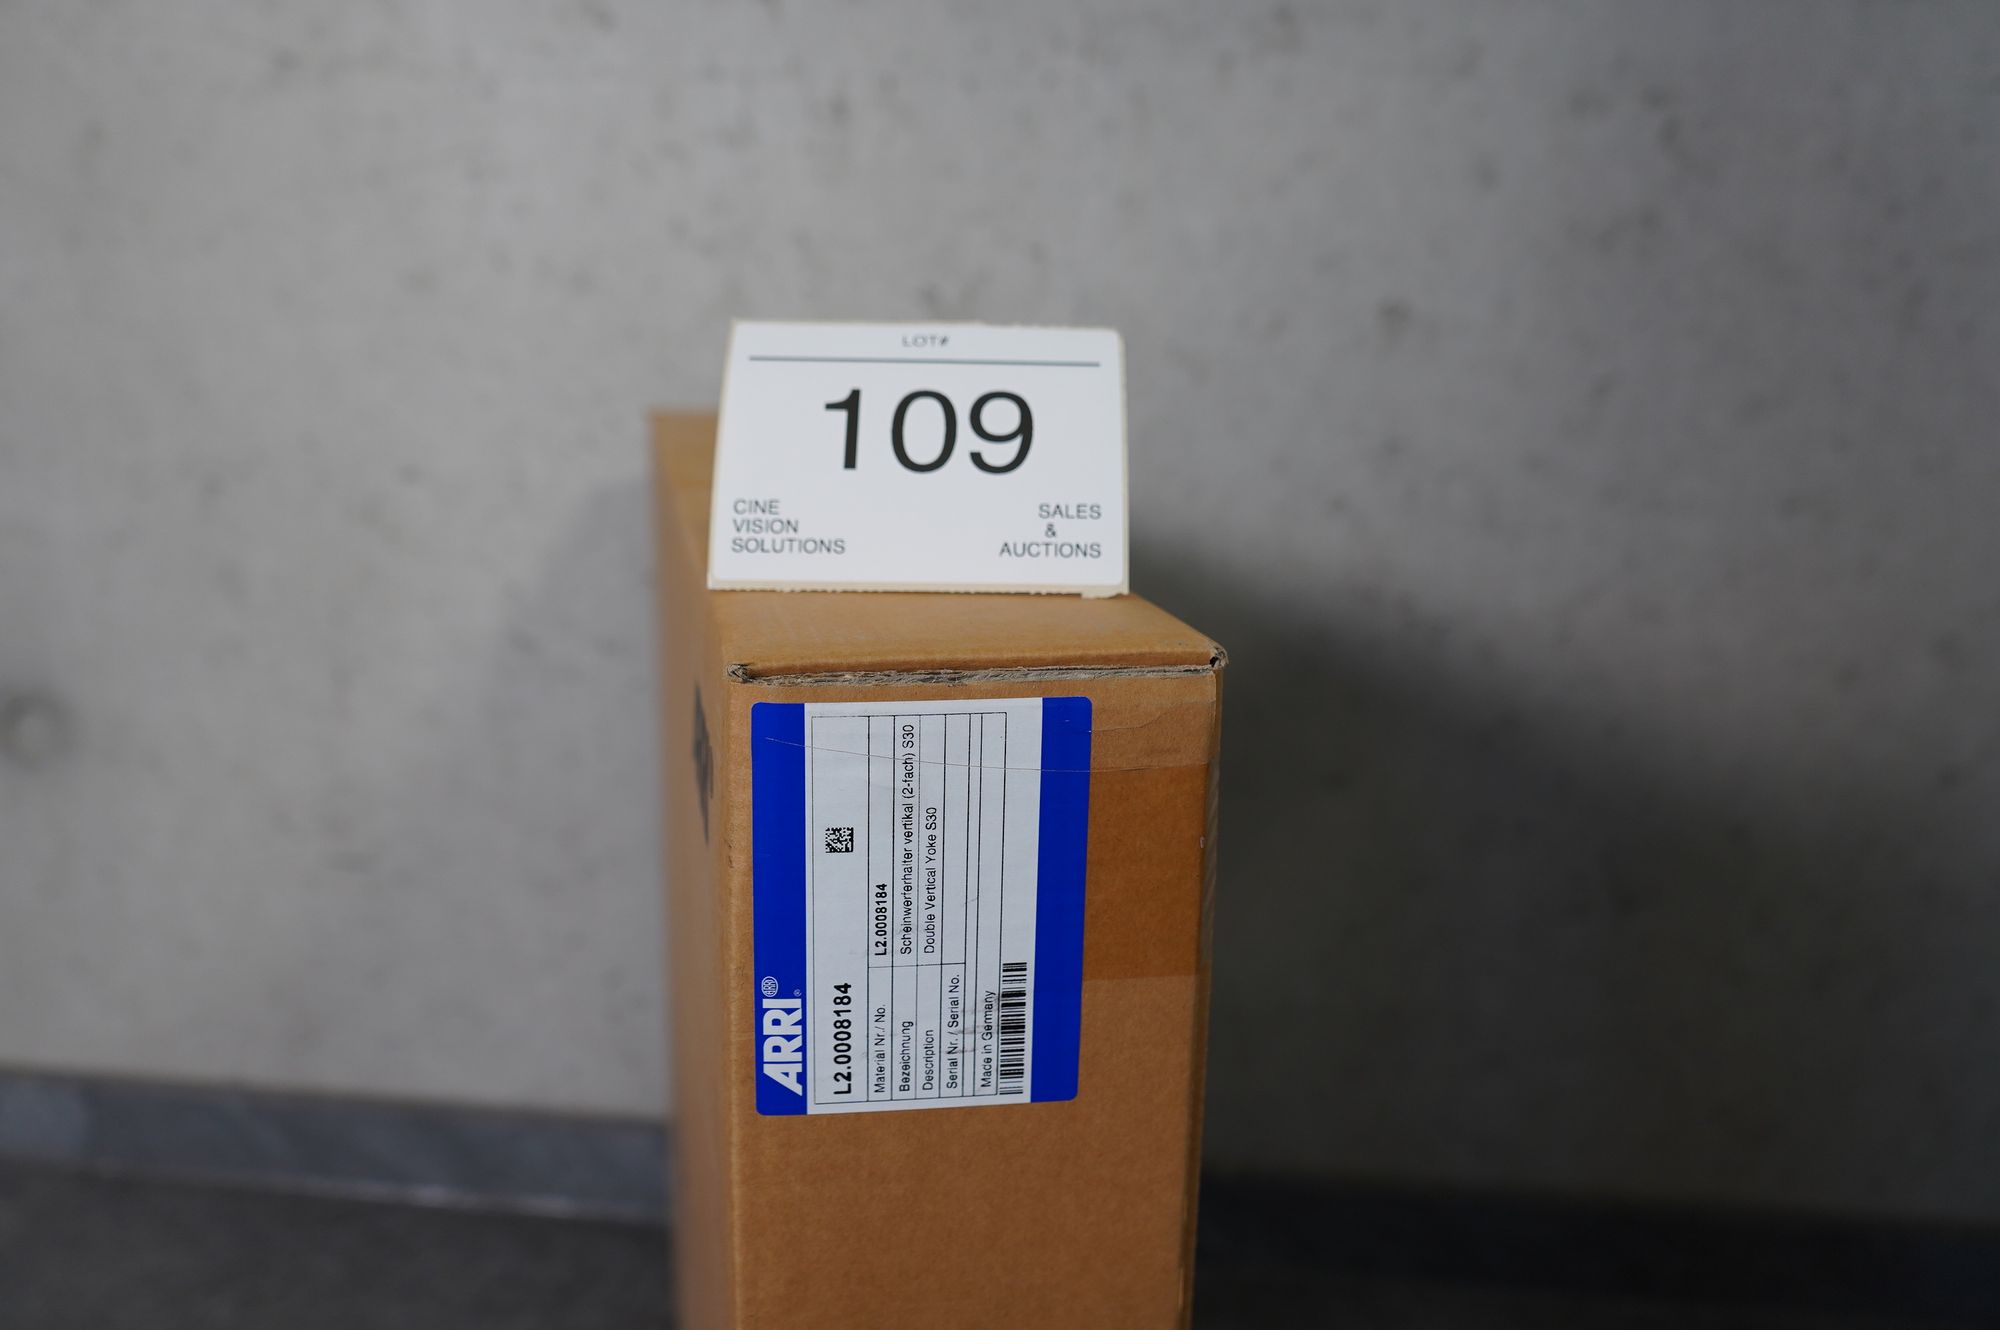 LOT#
109
CINE
VISION
SOLUTIONS
SALES
&
AUCTIONS
ARRI®
L2.0008184
Material Nr./ No. L2.0008184
Bezeichnung Scheinwerferhalter vertikal (2-fach) S30
Description Double Vertical Yoke S30
Serial Nr. / Serial No.
Made in Germany